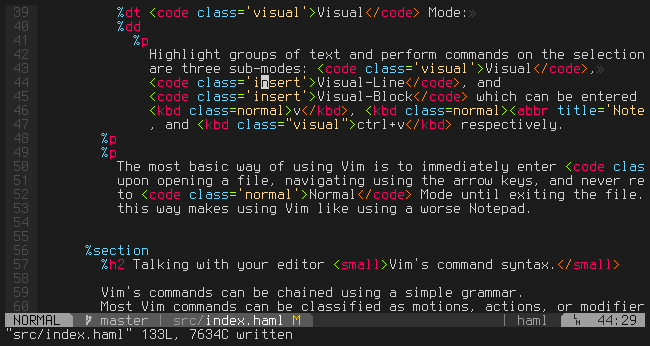 39 %dt <code class='visual'>Visual</code> Mode:»
40 %dd
41 %p
42 Highlight groups of text and perform commands on the selection
43 are three sub-modes: <code class='visual'>Visual</code>,»
44 <code class='insert'>Visual-Line</code>, and
45 <code class='insert'>Visual-Block</code> which can be entered
46 <kbd class=normal>v</kbd>, <kbd class=normal><abbr title='Note
47 , and <kbd class="visual">ctrl+v</kbd> respectively.
48 %p
49 %p
50 The most basic way of using Vim is to immediately enter <code clas
51 upon opening a file, navigating using the arrow keys, and never re
52 to <code class='normal'>Normal</code> Mode until exiting the file.
53 this way makes using Vim like using a worse Notepad.
54
55
56 %section
57 %h2 Talking with your editor <small>Vim's command syntax.</small>
58
59 Vim's commands can be chained using a simple grammar.
60 Most Vim commands can be classified as motions, actions, or modifier
NORMAL master | src/index.haml M | haml LN 44:29
"src/index.haml" 133L, 7634C written